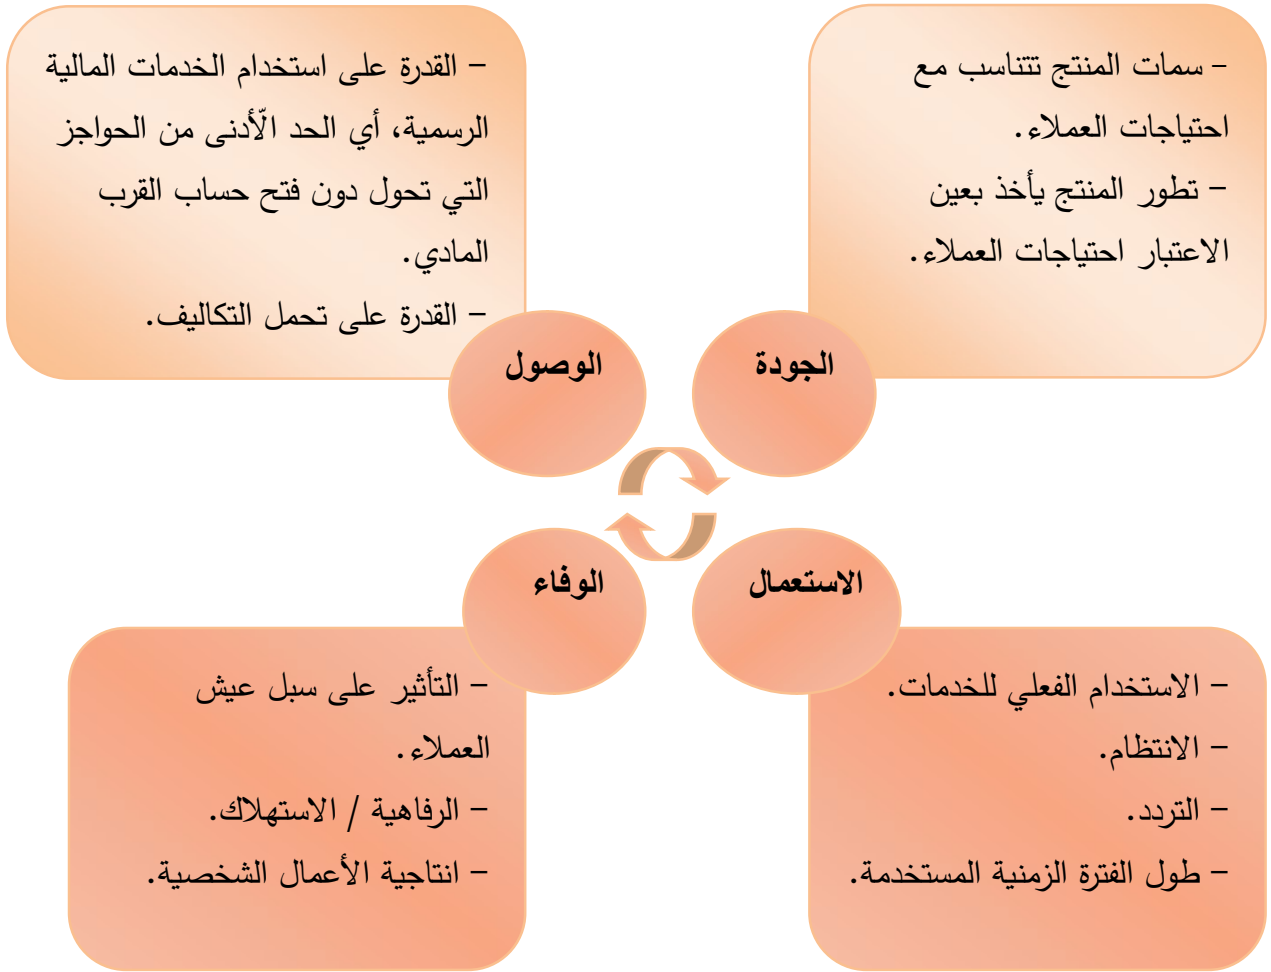 - سمات المنتج تتناسب مع
احتياجات العملاء.
- تطور المنتج يأخذ بعين
الاعتبار احتياجات العملاء.
الجودة
- القدرة على استخدام الخدمات المالية
الرسمية، أي الحد الّأدنى من الحواجز
التي تحول دون فتح حساب القرب
المادي.
- القدرة على تحمل التكاليف.
الوصول
الاستعمال
- الاستخدام الفعلي للخدمات.
- الانتظام.
- التردد.
- طول الفترة الزمنية المستخدمة.
الوفاء
- التأثير على سبل عيش
العملاء.
- الرفاهية / الاستهلاك.
- انتاجية الأعمال الشخصية.